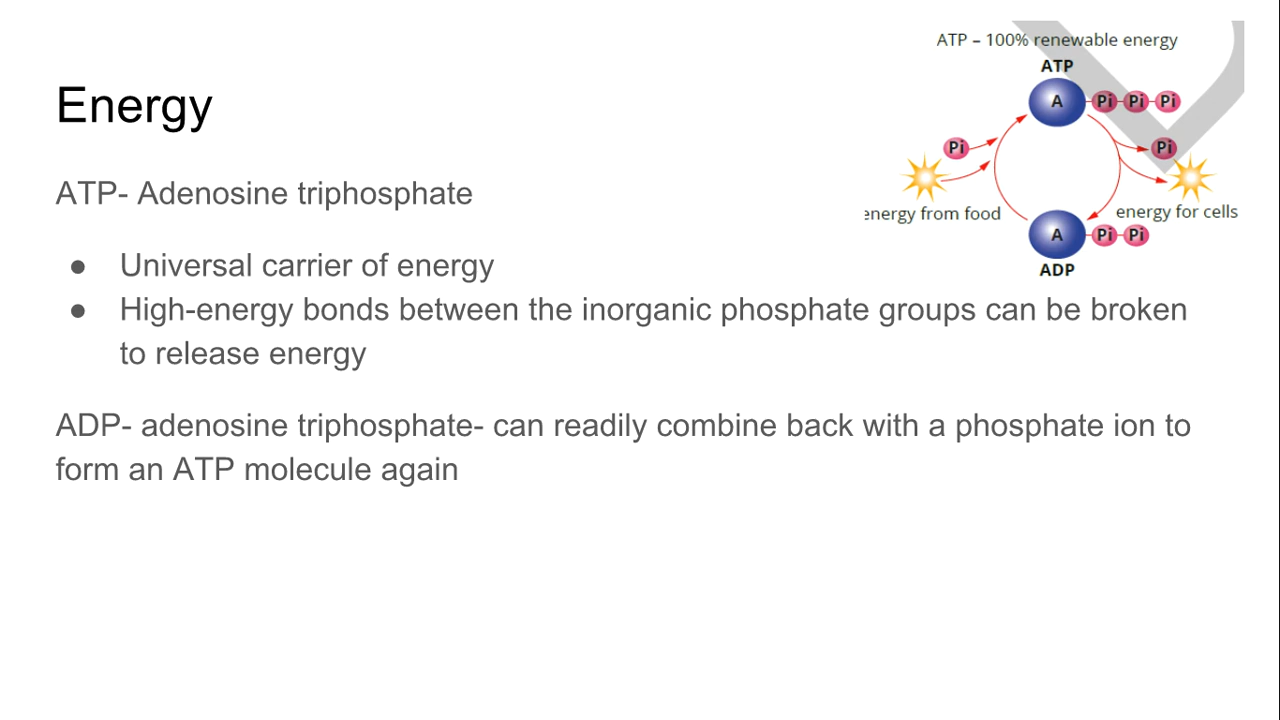 ATP – 100% renewable energy
ATP
A Pi Pi Pi
Energy
Pi
Pi
ATP- Adenosine triphosphate
energy from food
energy for cells
A Pi Pi
ADP
● Universal carrier of energy
● High-energy bonds between the inorganic phosphate groups can be broken
to release energy
ADP- adenosine triphosphate- can readily combine back with a phosphate ion to
form an ATP molecule again